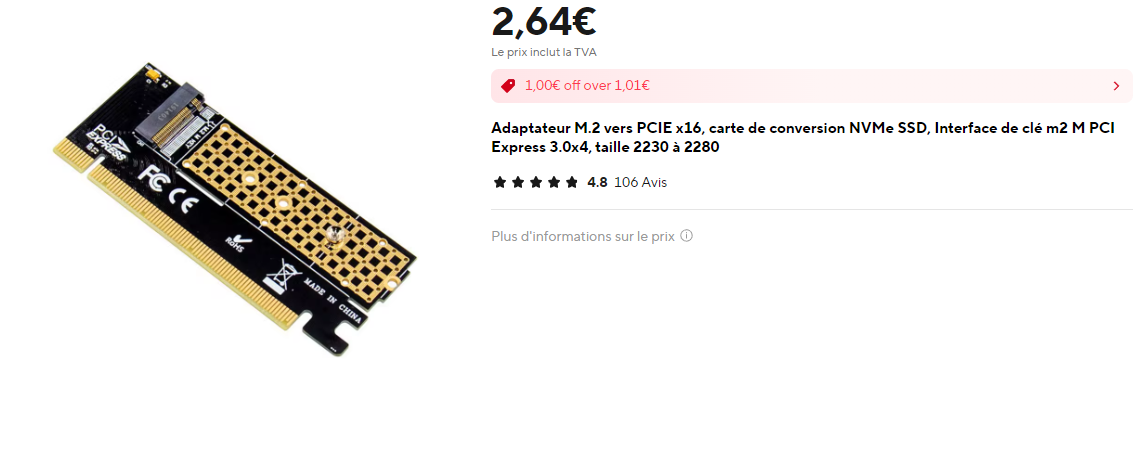 2,64€
Le prix inclut la TVA
1,00€ off over 1,01€
Adaptateur M.2 vers PCIE x16, carte de conversion NVMe SSD, Interface de clé m2 M PCI
Express 3.0x4, taille 2230 à 2280
4.8 106 Avis
Plus d'informations sur le prix
PCI
EXPRESS
FC CE
RoHS
MADE IN CHINA